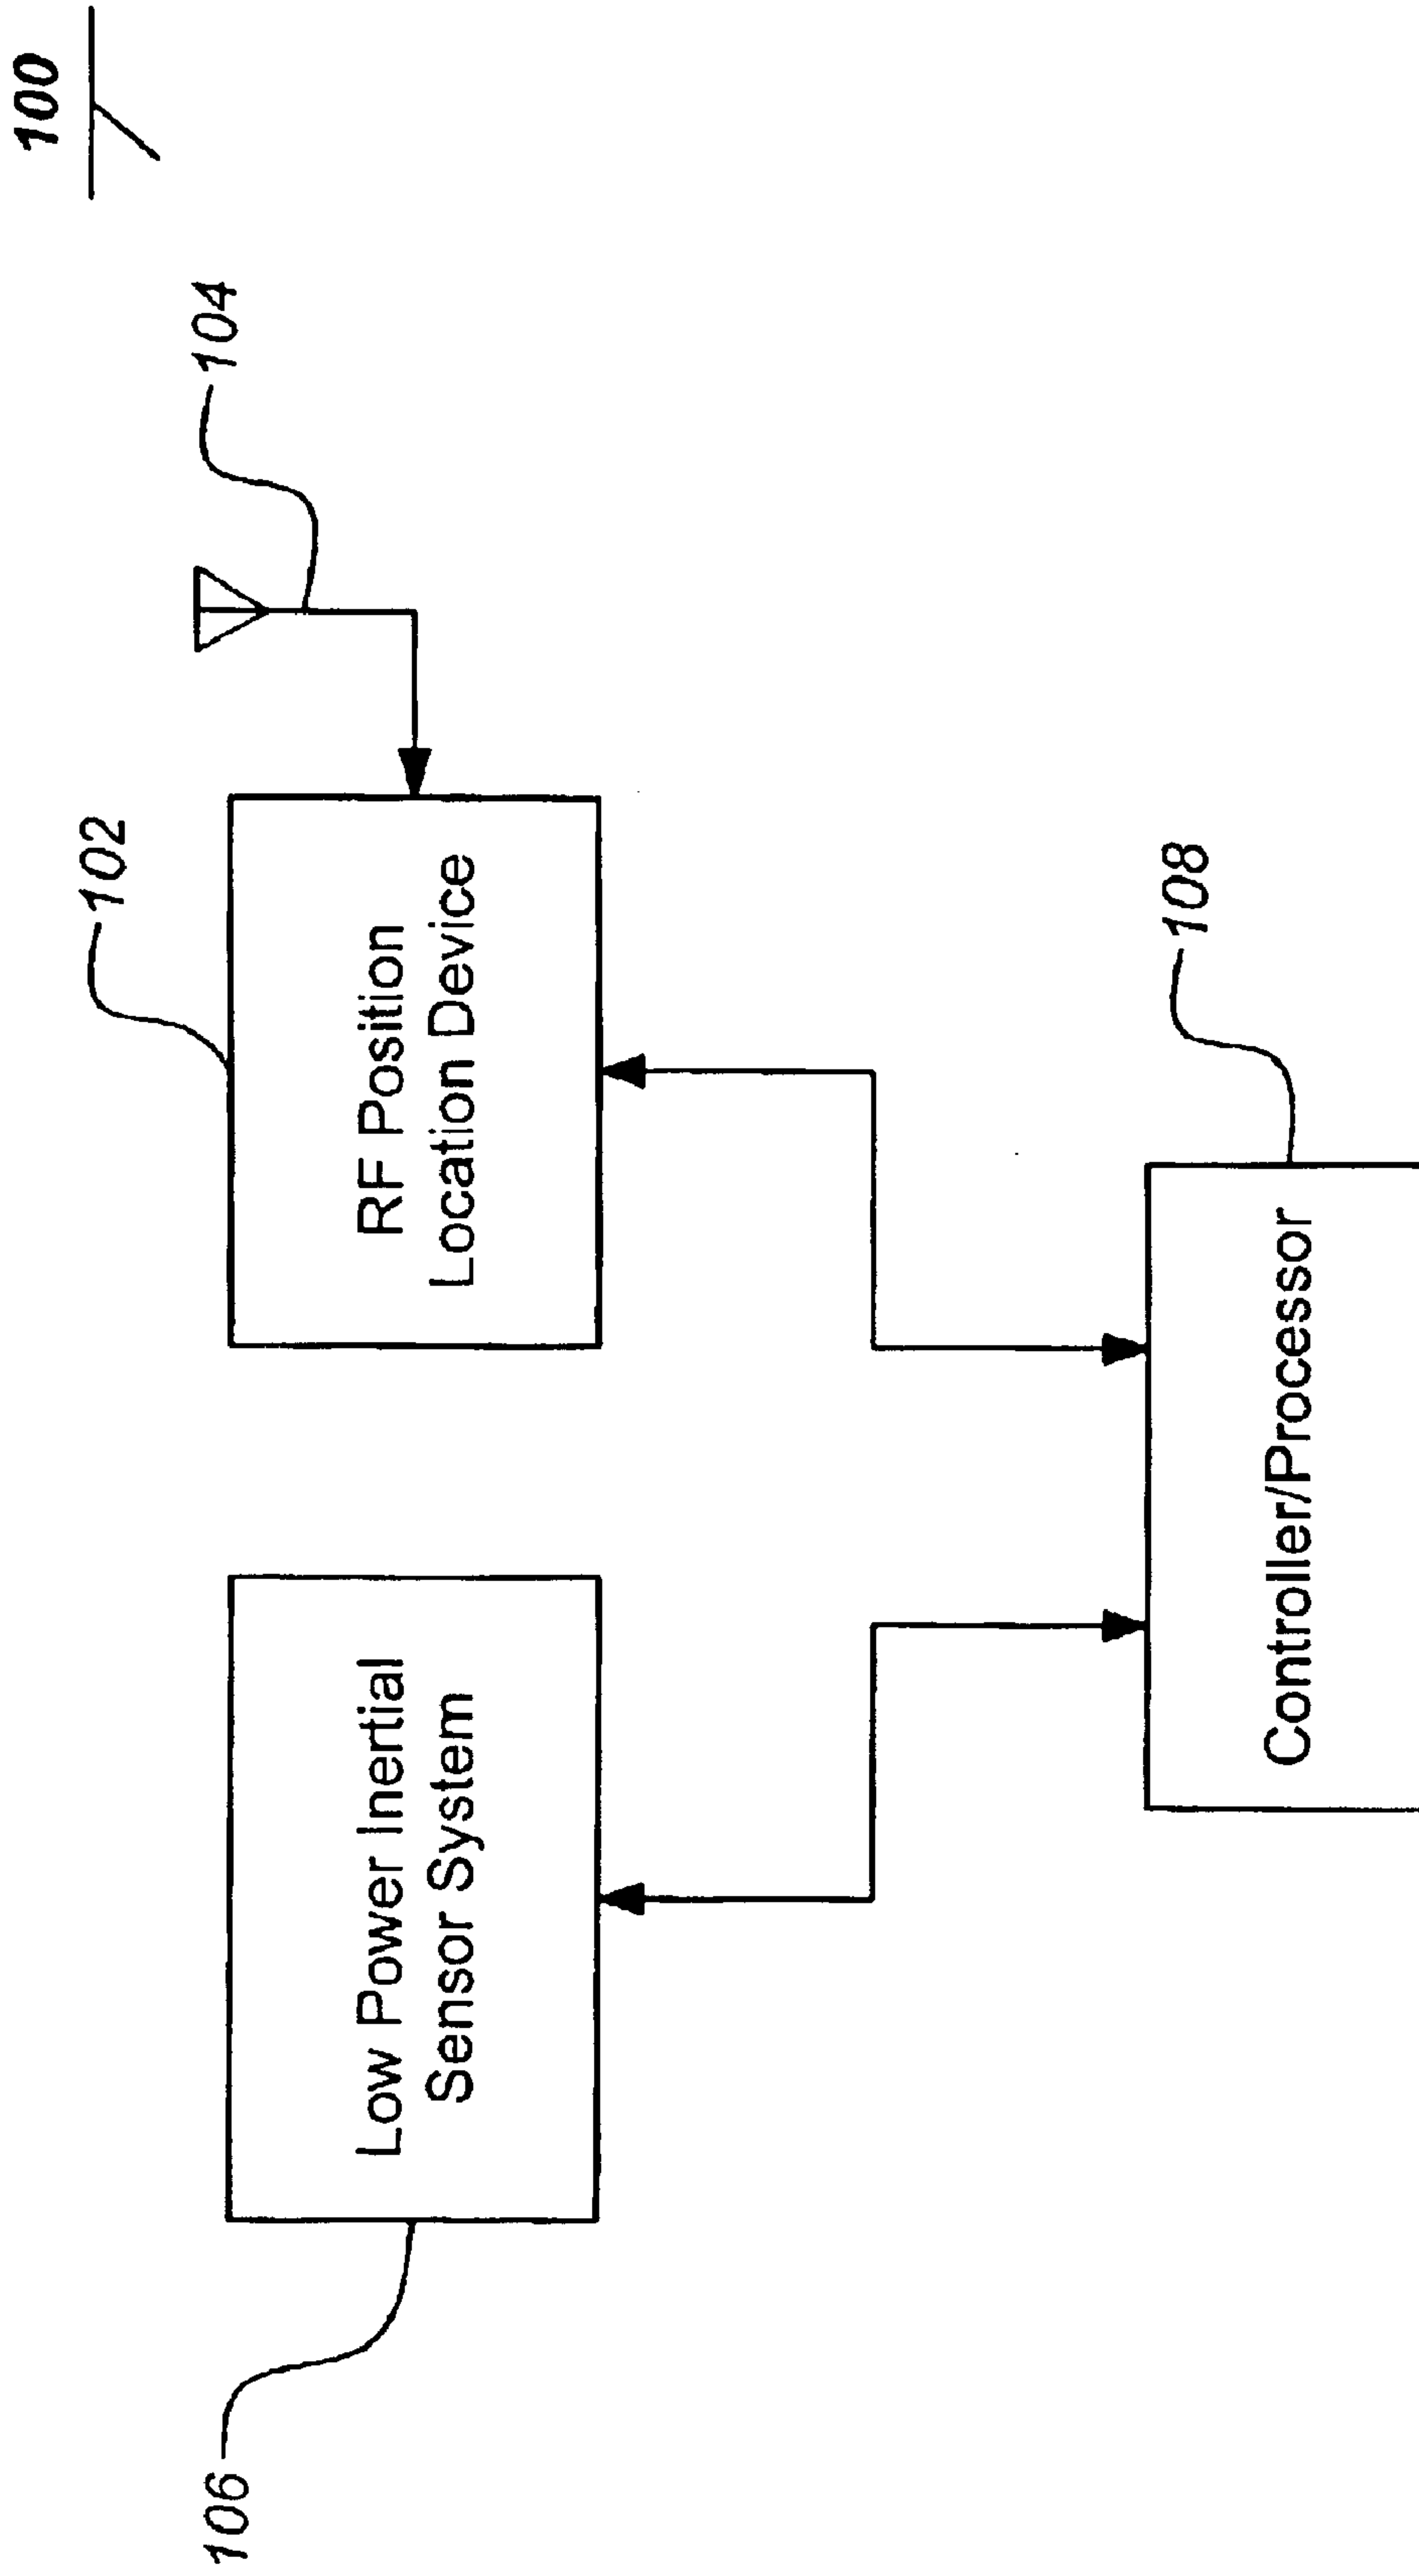 100
104
102
RF Position
Location Device
106
Low Power Inertial
Sensor System
108
Controller/Processor